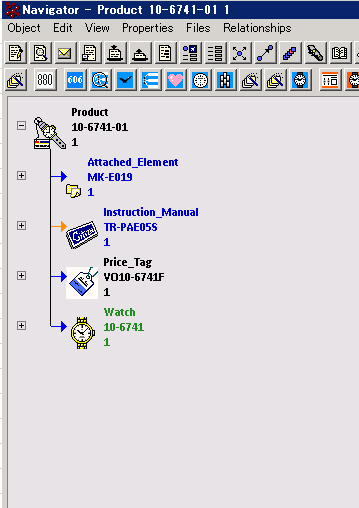 Navigator - Product 10-6741-01 1
Object Edit View Properties Files Relationships
880
606
Product
10-6741-01
1
Attached_Element
MK-E019
1
Instruction_Manual
TR-PAE05S
1
Price_Tag
VO10-6741F
1
Watch
10-6741
1